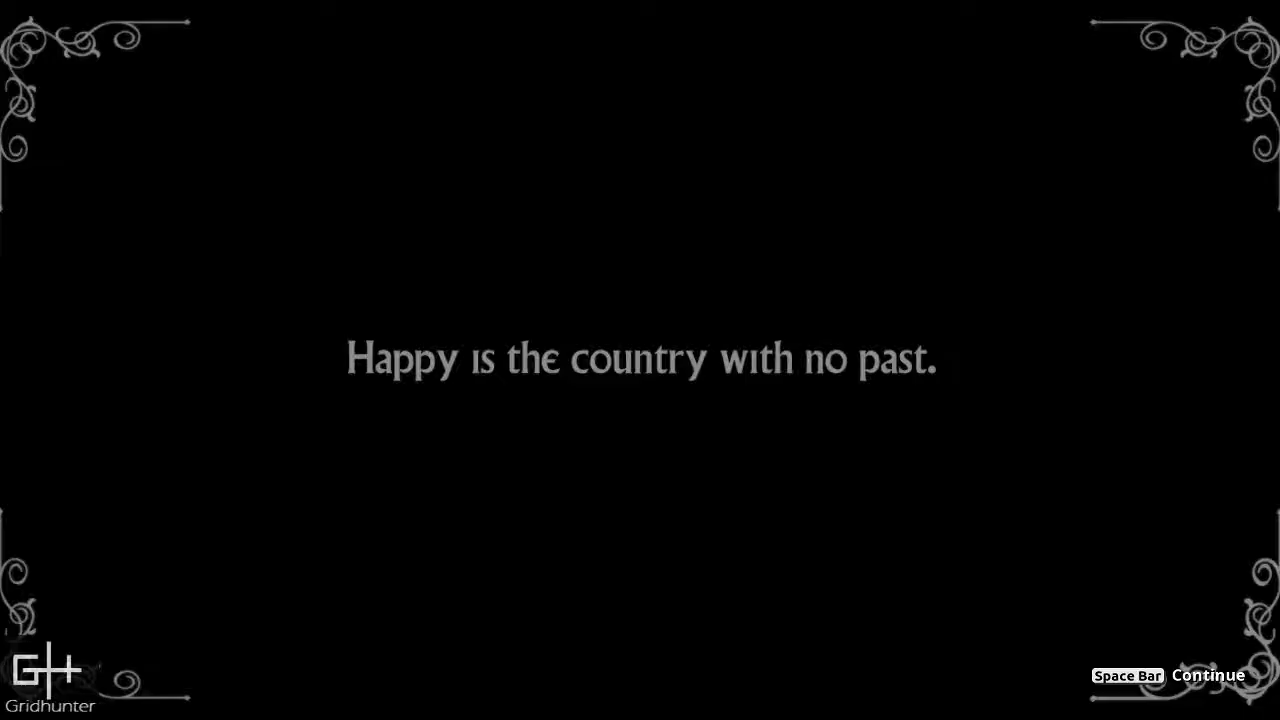 Happy is the country with no past.
Space Bar Continue
G+
Gridhunter